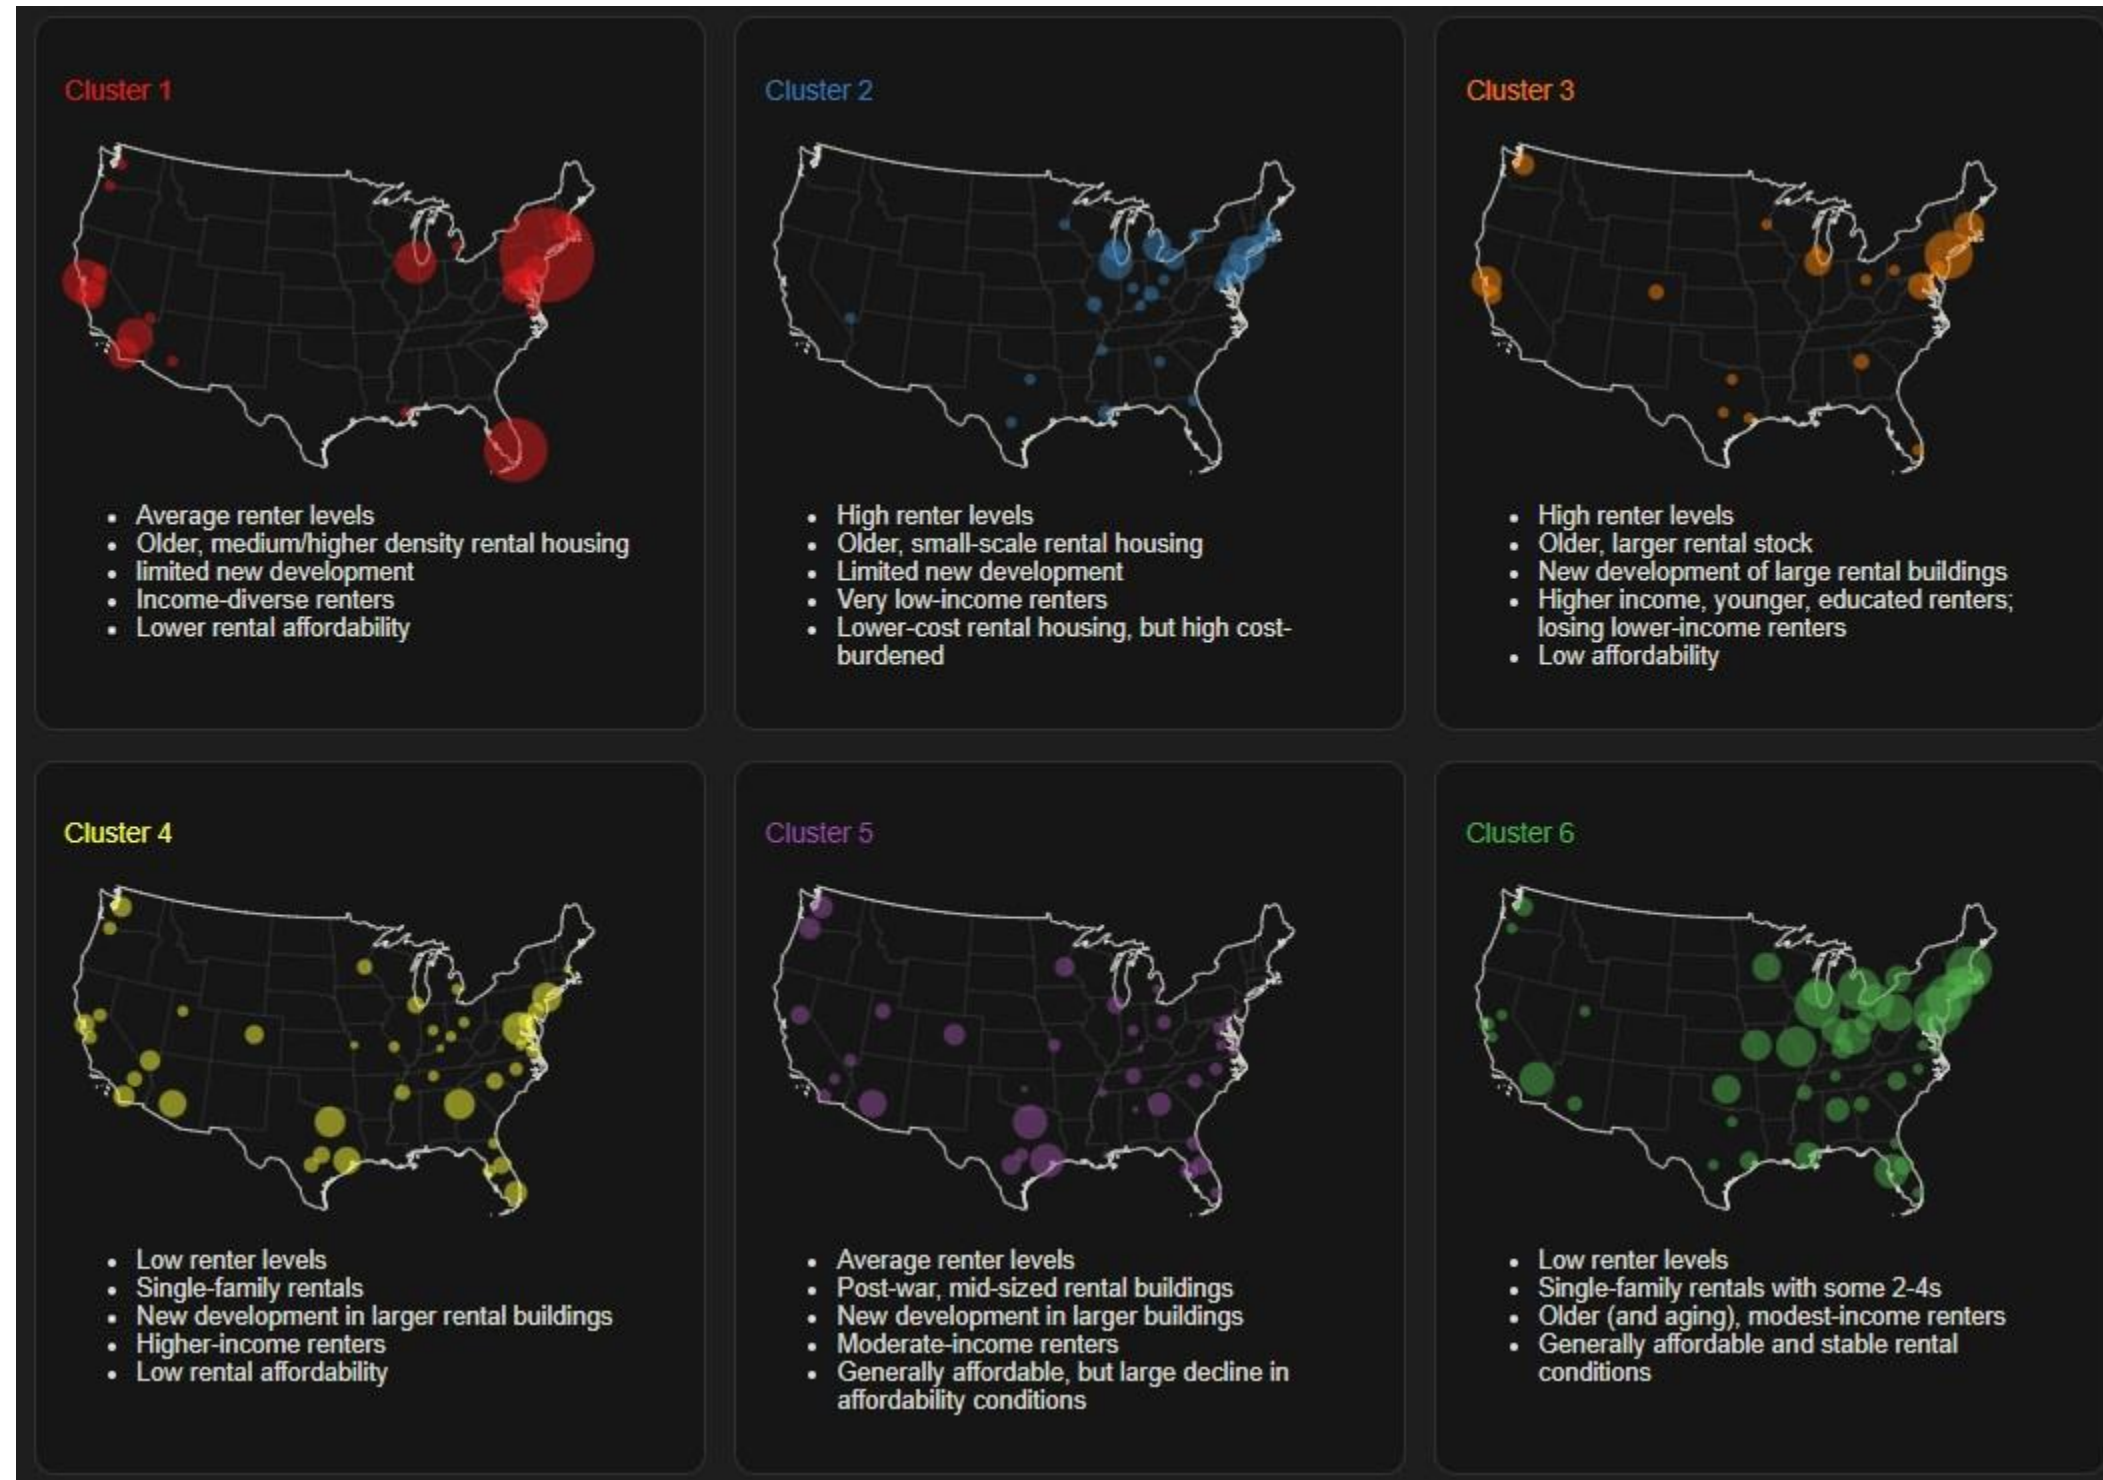 Cluster 1
Average renter levels
Older, medium/higher density rental housing
limited new development
Income-diverse renters
Lower rental affordability
Cluster 2
High renter levels
Older, small-scale rental housing
Limited new development
Very low-income renters
Lower-cost rental housing, but high cost-
burdened
Cluster 3
High renter levels
Older, larger rental stock
New development of large rental buildings
Higher income, younger, educated renters;
losing lower-income renters
Low affordability
Cluster 4
Low renter levels
Single-family rentals
New development in larger rental buildings
Higher-income renters
Low rental affordability
Cluster 5
Average renter levels
Post-war, mid-sized rental buildings
New development in larger buildings
Moderate-income renters
Generally affordable, but large decline in
affordability conditions
Cluster 6
Low renter levels
Single-family rentals with some 2-4s
Older (and aging), modest-income renters
Generally affordable and stable rental
conditions